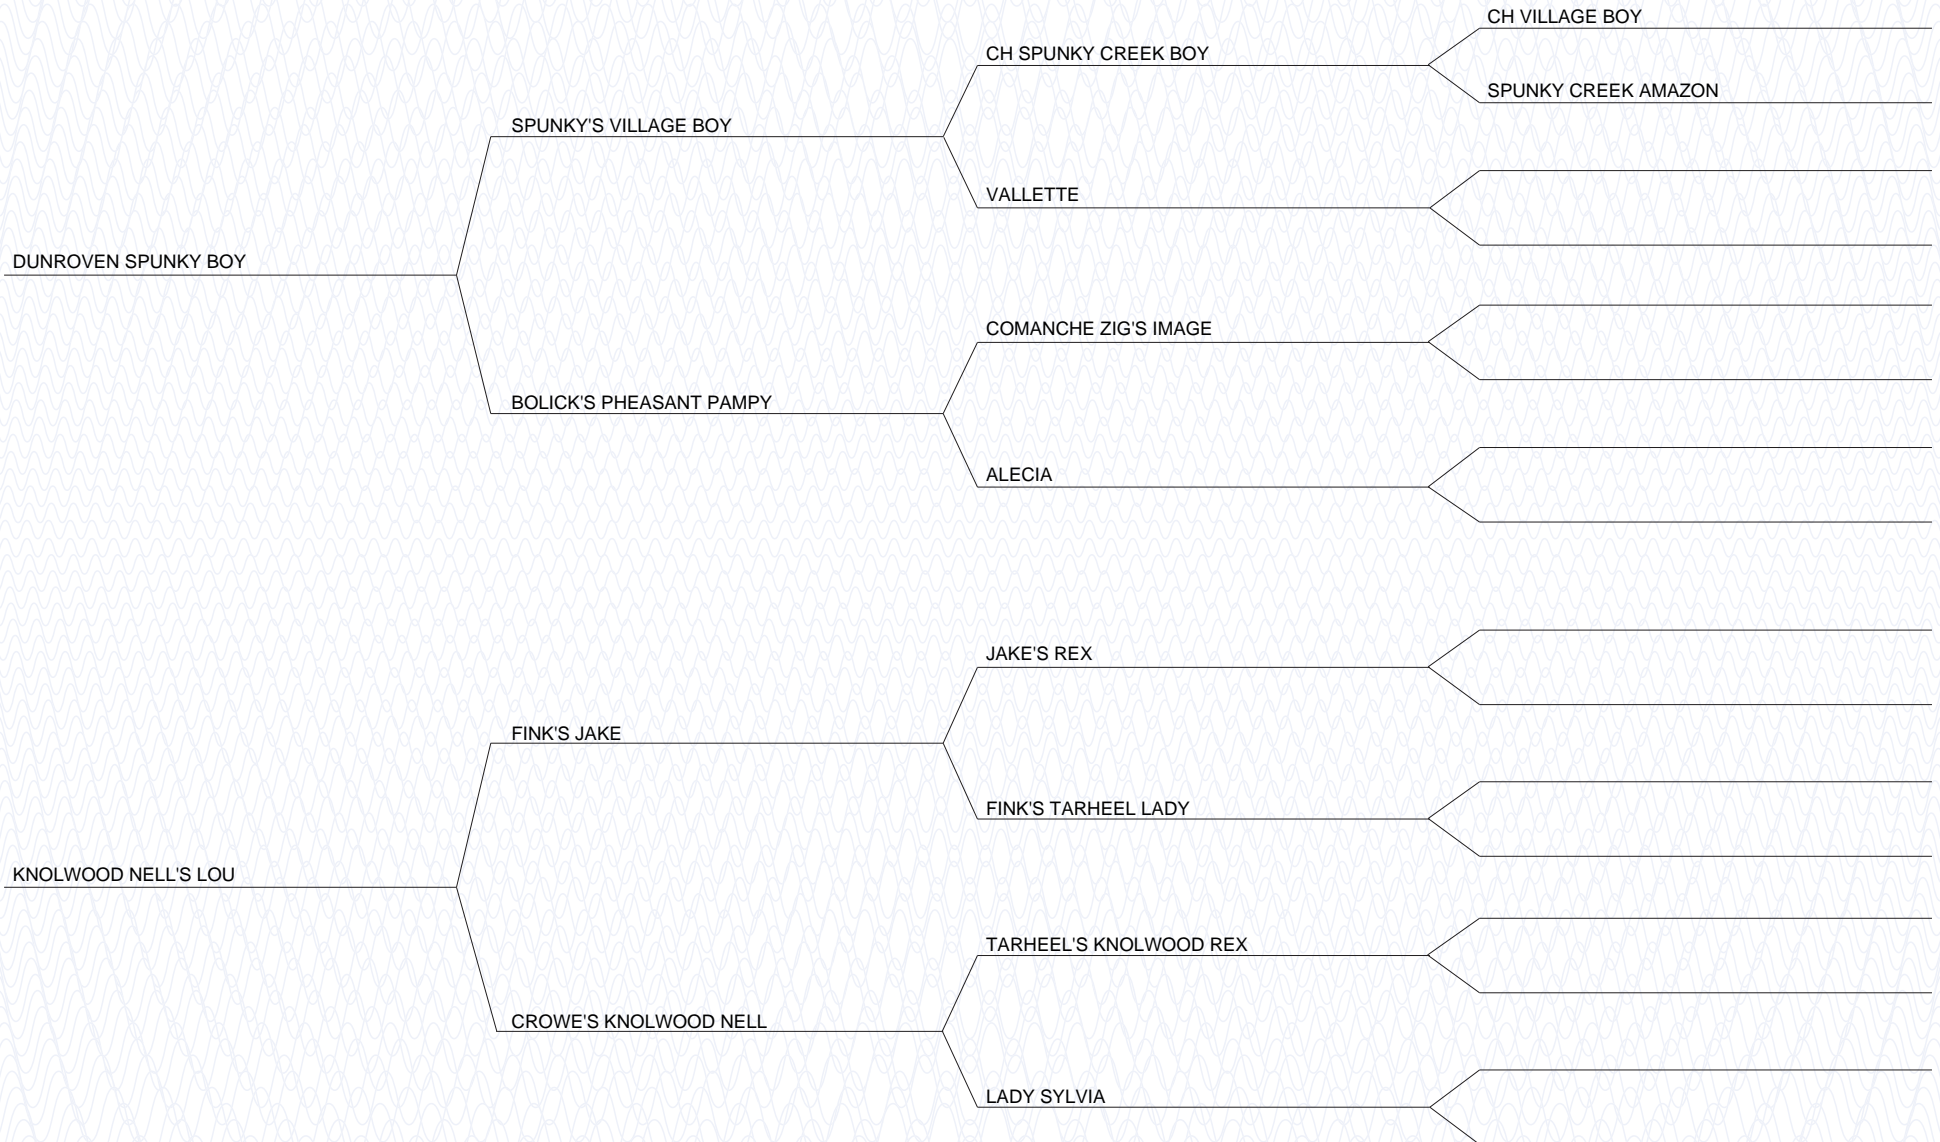 CH VILLAGE BOY
CH SPUNKY CREEK BOY
SPUNKY CREEK AMAZON
SPUNKY'S VILLAGE BOY
VALLETTE
DUNROVEN SPUNKY BOY
COMANCHE ZIG'S IMAGE
BOLICK'S PHEASANT PAMPY
ALECIA
JAKE'S REX
FINK'S JAKE
FINK'S TARHEEL LADY
KNOLWOOD NELL'S LOU
TARHEEL'S KNOLWOOD REX
CROWE'S KNOLWOOD NELL
LADY SYLVIA